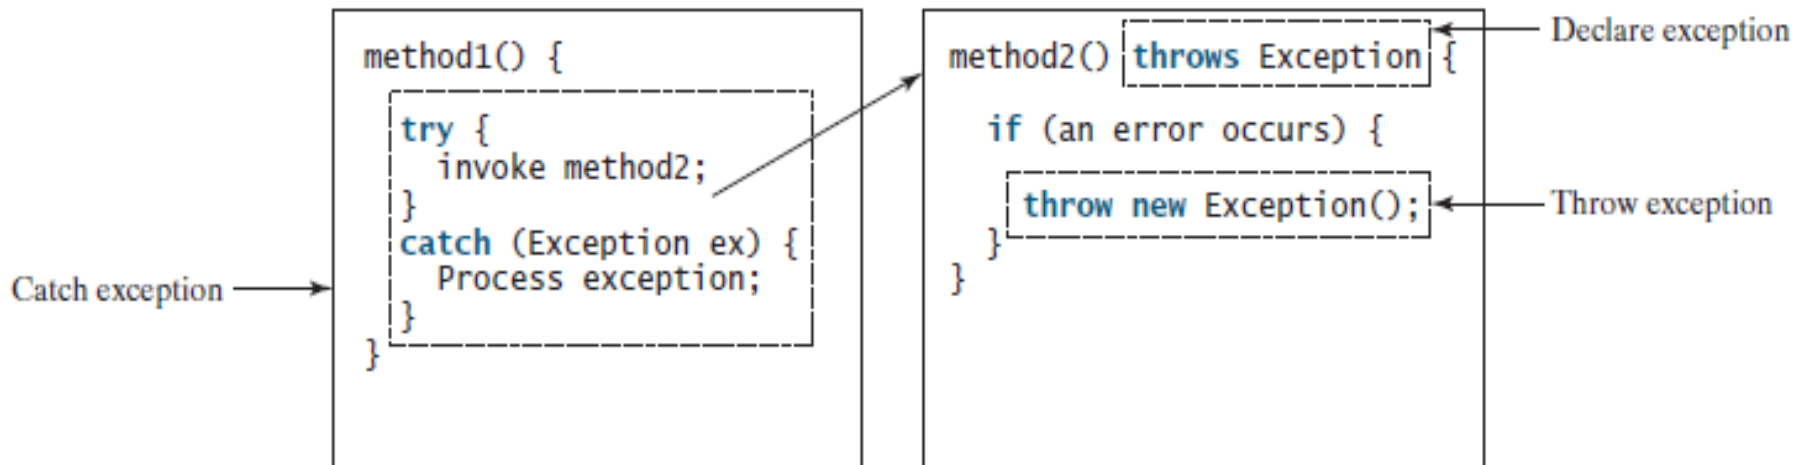 Catch exception
method1() {
try {
invoke method2;
}
catch (Exception ex) {
Process exception;
}
}
method2() throws Exception {
if (an error occurs) {
throw new Exception();
}
}
Declare exception
Throw exception